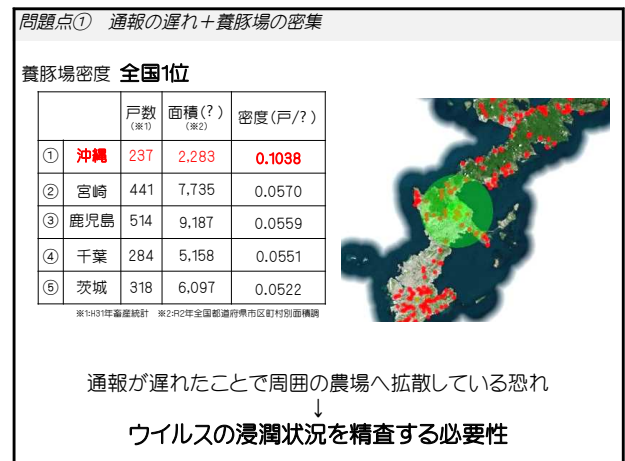 問題点① 通報の遅れ+養豚場の密集
養豚場密度 全国1位
戸数(※1) 面積(?)(※2) 密度(戸/?)
① 沖縄 237 2,283 0.1038
② 宮崎 441 7,735 0.0570
③ 鹿児島 514 9,187 0.0559
④ 千葉 284 5,158 0.0551
⑤ 茨城 318 6,097 0.0522
※1:H31年畜産統計 ※2:R2年全国都道府県市区町村別面積調
通報が遅れたことで周囲の農場へ拡散している恐れ
↓
ウイルスの浸潤状況を精査する必要性